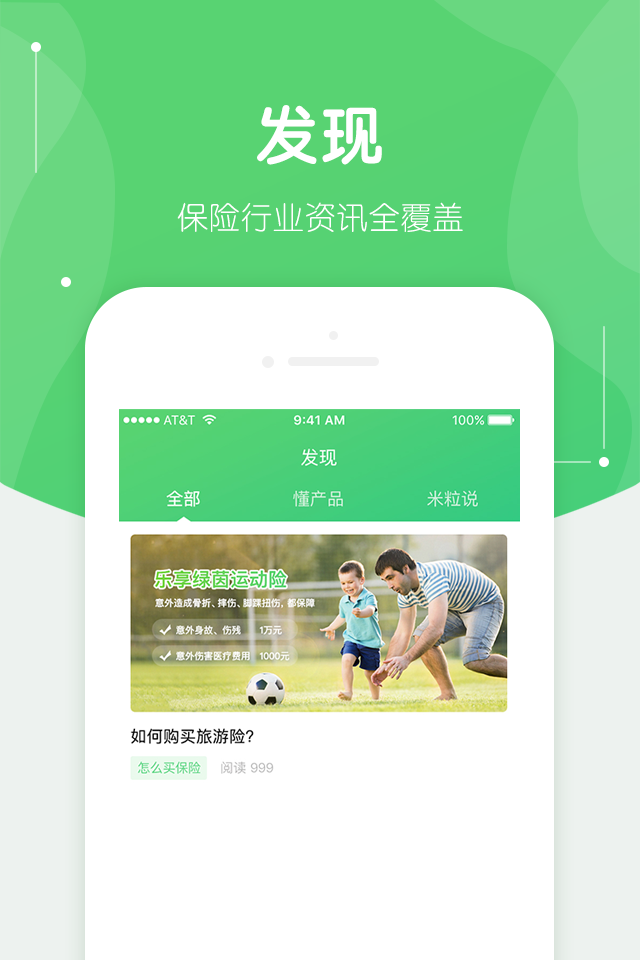 发现
保险行业资讯全覆盖
AT&T 9:41 AM 100%
发现
全部 懂产品 米粒说
乐享绿茵运动险
意外造成骨折、摔伤、脚踝扭伤，都保障
意外身故、伤残 1万元
意外伤害医疗费用 1000元
如何购买旅游险?
怎么买保险 阅读 999